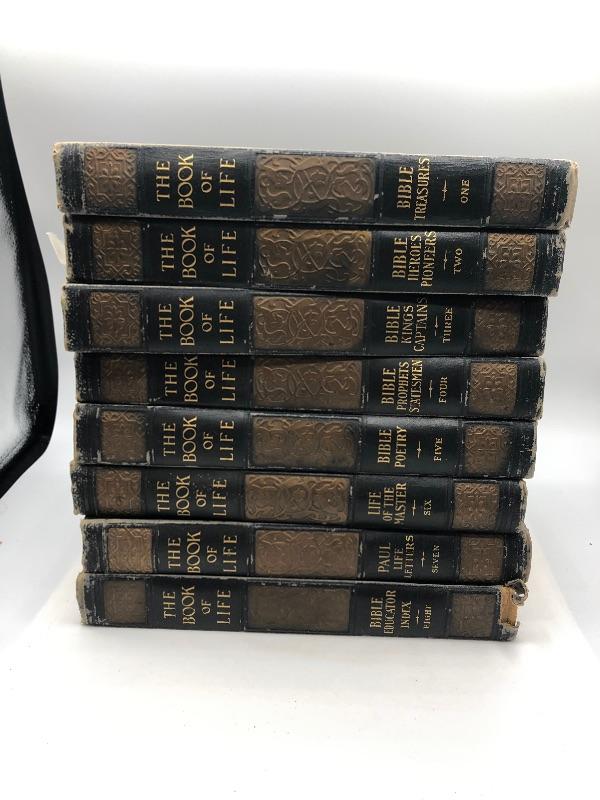 THE
BOOK
OF
LIFE
BIBLE
TREASURES
ONE
THE
BOOK
OF
LIFE
BIBLE
HEROES
PIONEERS
TWO
THE
BOOK
OF
LIFE
BIBLE
KINGS
CAPTAINS
THREE
THE
BOOK
OF
LIFE
BIBLE
PROPHETS
STATESMEN
FOUR
THE
BOOK
OF
LIFE
BIBLE
POETRY
FIVE
THE
BOOK
OF
LIFE
LIFE
OF THE
MASTER
SIX
THE
BOOK
OF
LIFE
PAUL
LIFE
LETTERS
SEVEN
THE
BOOK
OF
LIFE
BIBLE
EDUCATOR
INDEX
EIGHT